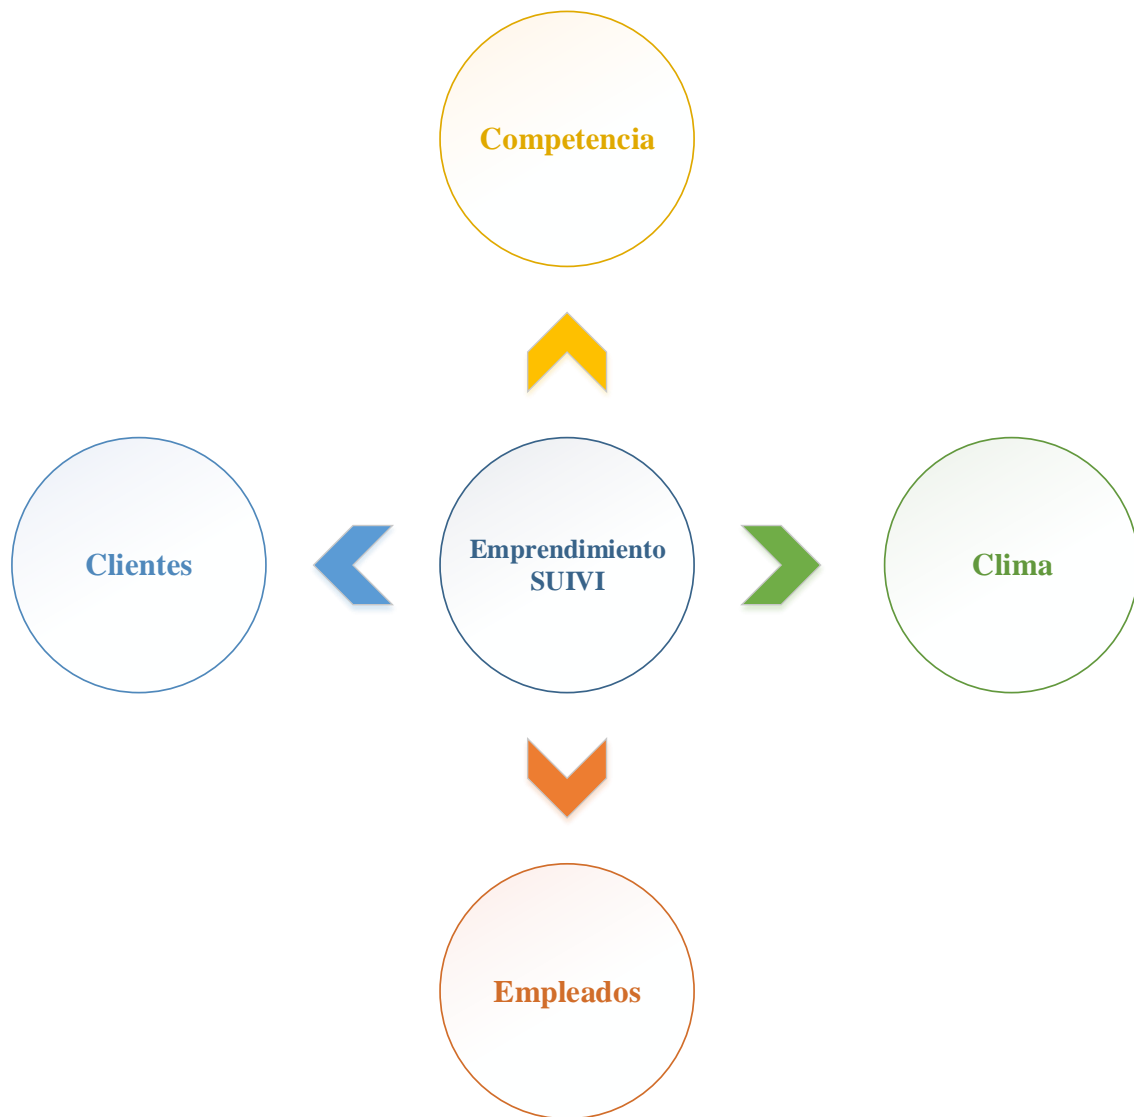 Competencia
Clientes
Emprendimiento
SUIVI
Clima
Empleados